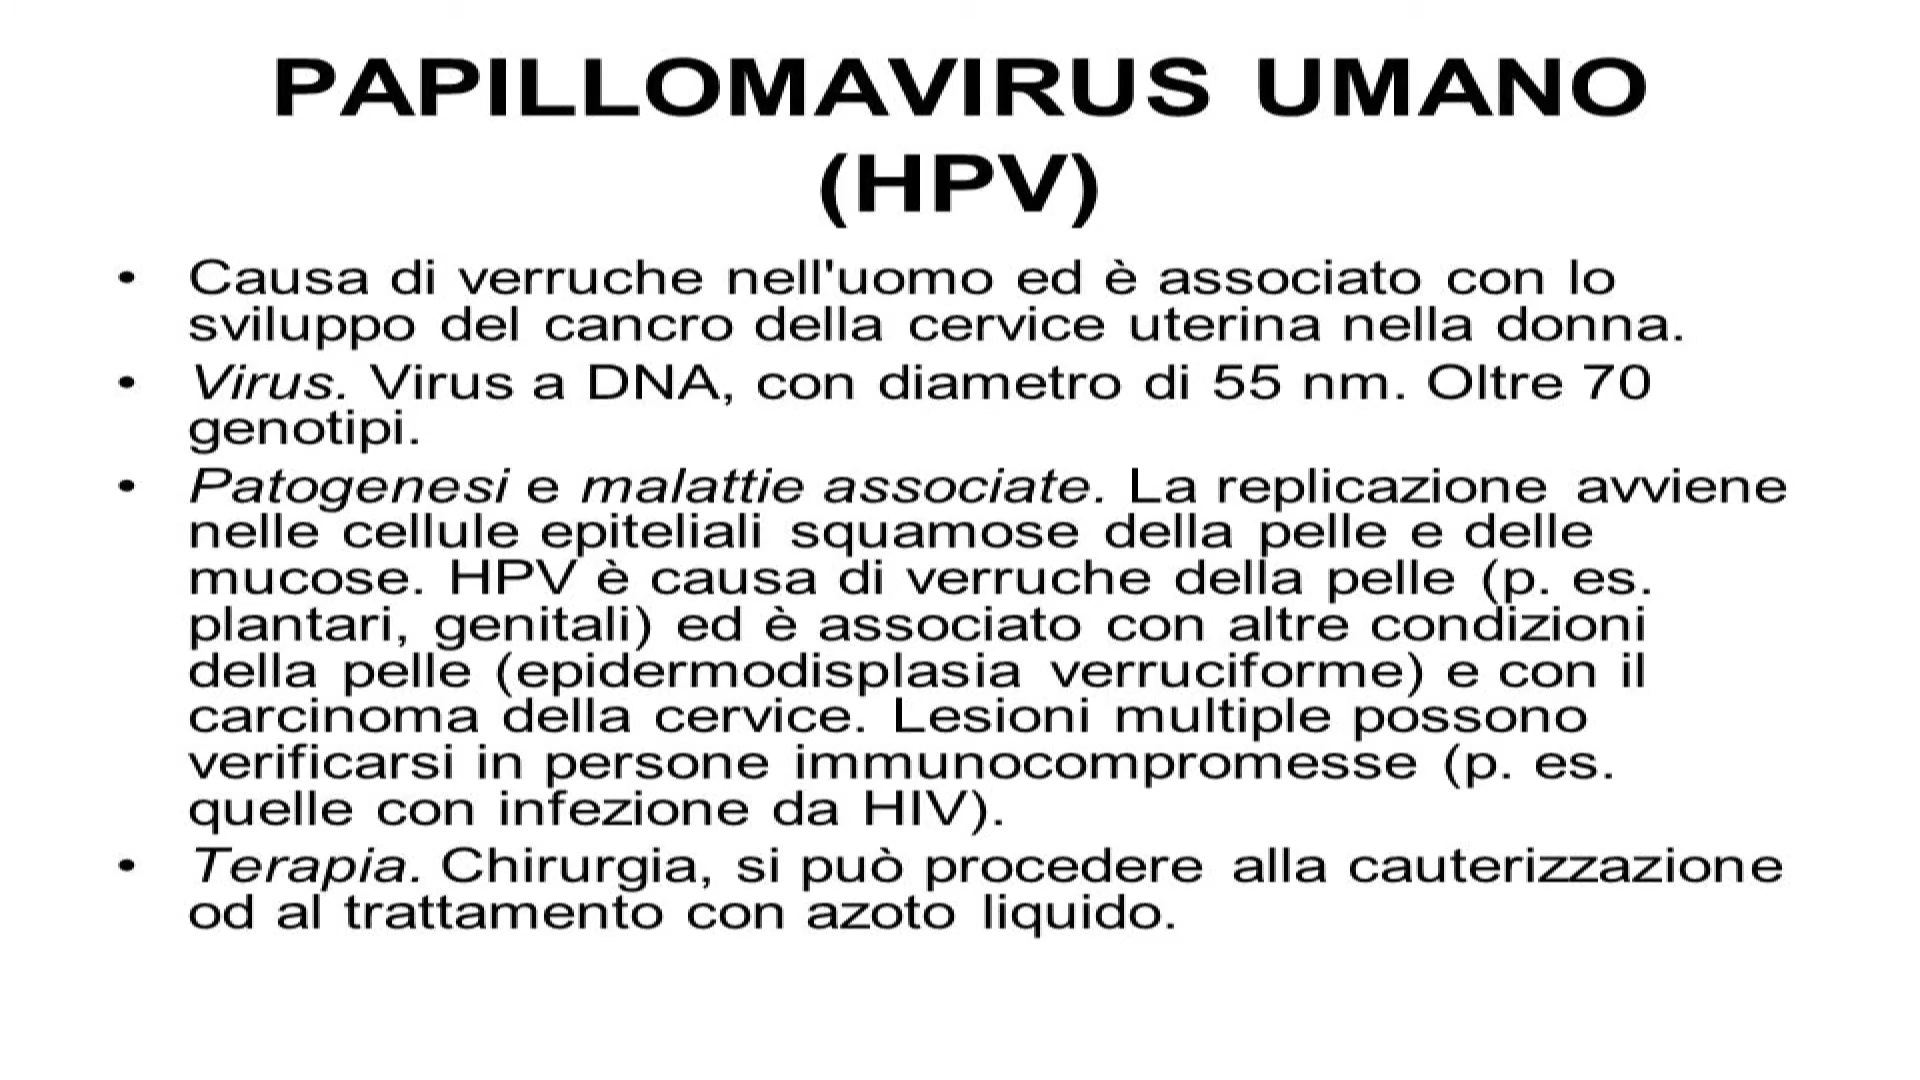 PAPILLOMAVIRUS UMANO
(HPV)
• Causa di verruche nell'uomo ed è associato con lo
sviluppo del cancro della cervice uterina nella donna.
• Virus. Virus a DNA, con diametro di 55 nm. Oltre 70
genotipi.
• Patogenesi e malattie associate. La replicazione avviene
nelle cellule epiteliali squamose della pelle e delle
mucose. HPV è causa di verruche della pelle (p. es.
plantari, genitali) ed è associato con altre condizioni
della pelle (epidermodisplasia verruciforme) e con il
carcinoma della cervice. Lesioni multiple possono
verificarsi in persone immunocompromesse (p. es.
quelle con infezione da HIV).
• Terapia. Chirurgia, si può procedere alla cauterizzazione
od al trattamento con azoto liquido.